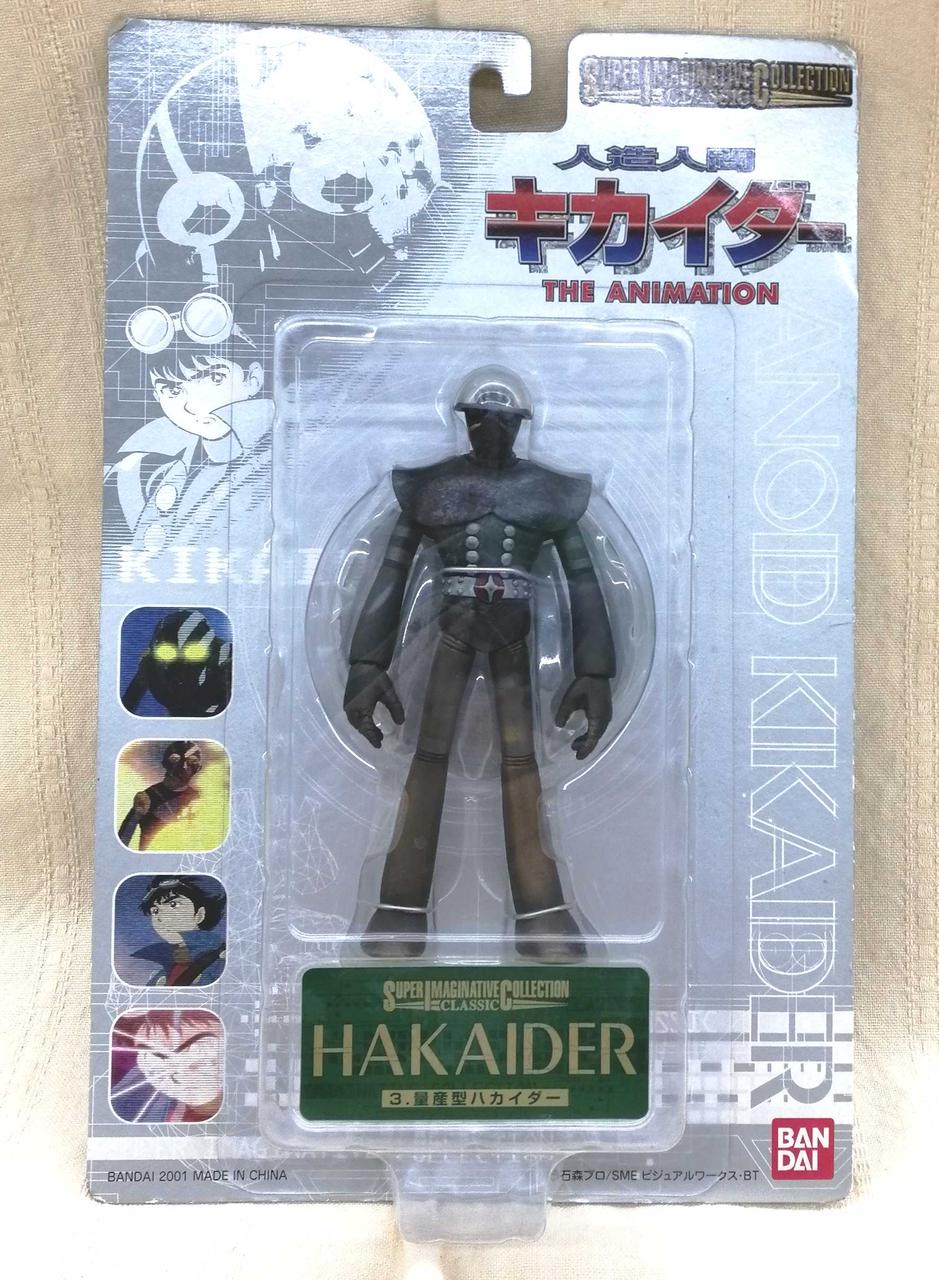 SUPER IMAGINATIVE COLLECTION
CLASSIC
人造人間
キカイダー
THE ANIMATION
ANOID KIKAIDER
KIKAI
SUPER IMAGINATIVE COLLECTION
CLASSIC
HAKAIDER
3.量産型ハカイダー
BAN
DAI
BANDAI 2001 MADE IN CHINA
石森プロ/SME ビジュアルワークス・BT